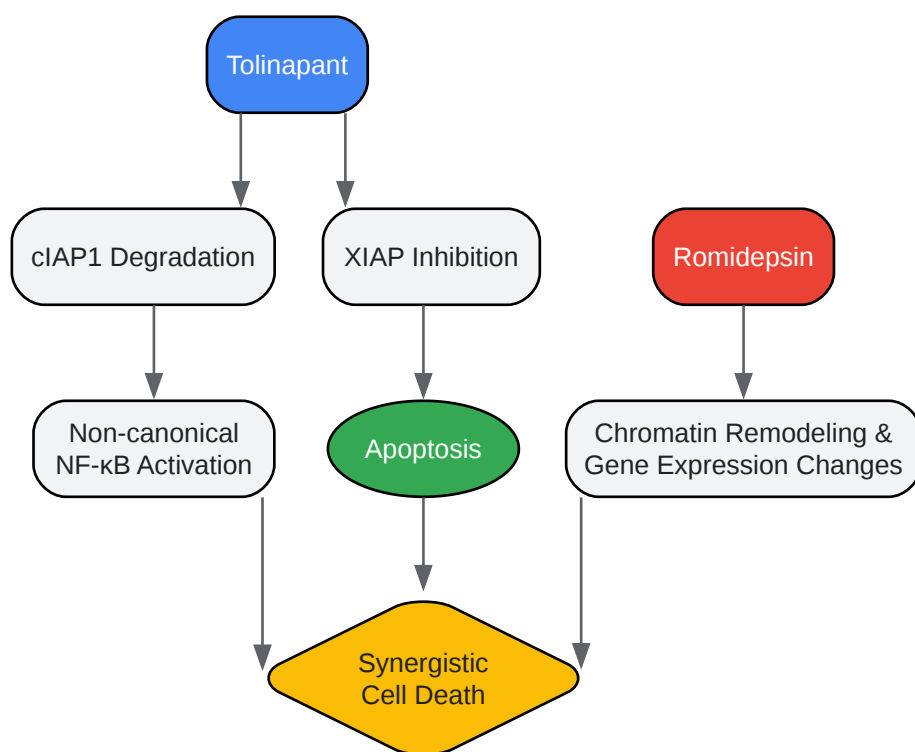 Tolinapant
cIAP1 Degradation
XIAP Inhibition
Romidepsin
Non-canonical
NF-κB Activation
Apoptosis
Chromatin Remodeling &
Gene Expression Changes
Synergistic
Cell Death